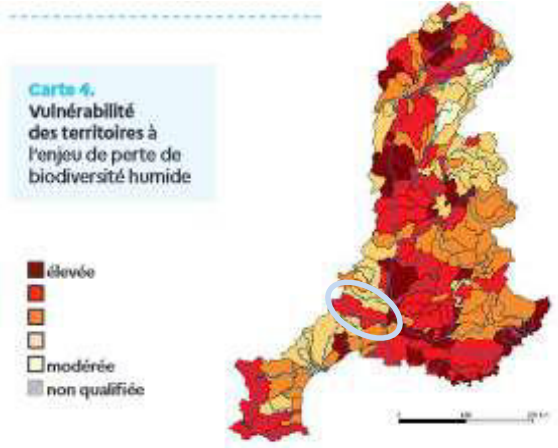 Carte 4.
Vulnérabilité
des territoires à
l'enjeu de perte de
biodiversité humide
élevée
modérée
non qualifiée